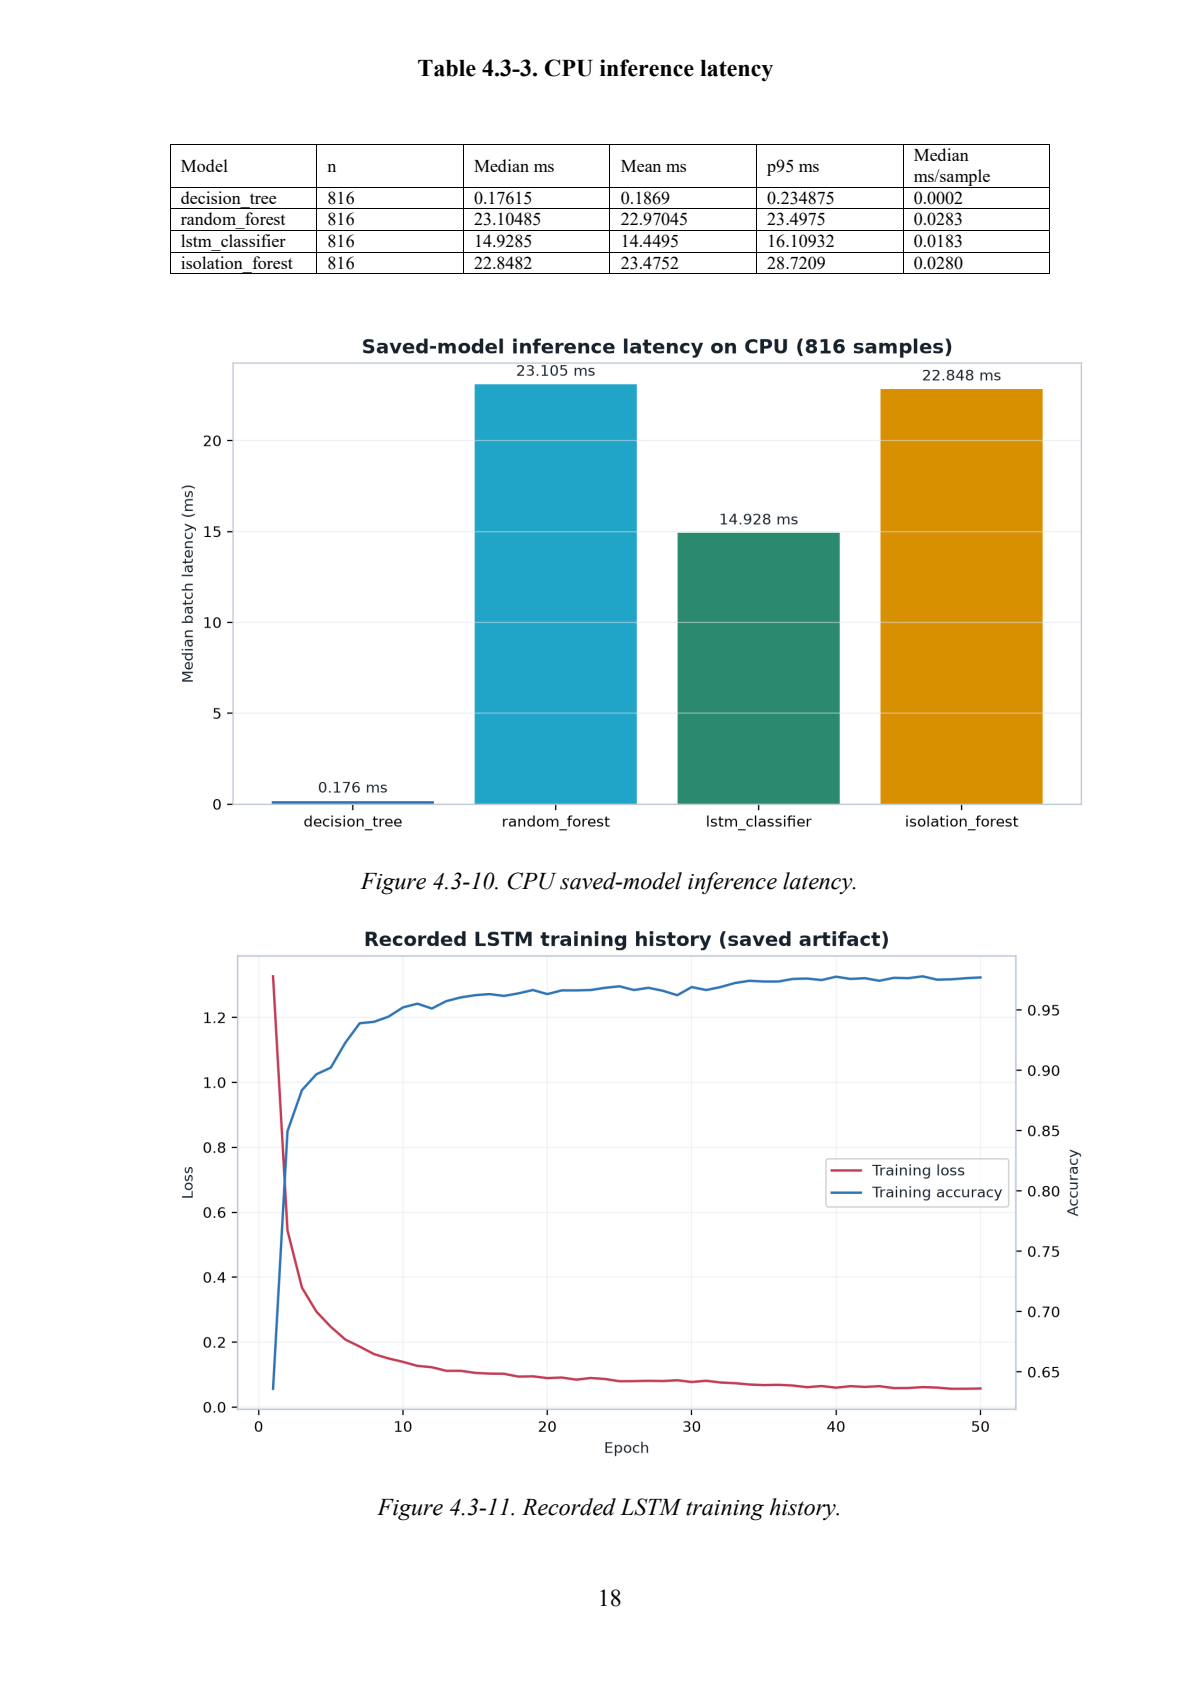 Table 4.3-3. CPU inference latency
Model n Median ms Mean ms p95 ms Median ms/sample
decision_tree 816 0.17615 0.1869 0.234875 0.0002
random_forest 816 23.10485 22.97045 23.4975 0.0283
lstm_classifier 816 14.9285 14.4495 16.10932 0.0183
isolation_forest 816 22.8482 23.4752 28.7209 0.0280
Saved-model inference latency on CPU (816 samples)
Median batch latency (ms)
20
15
10
5
0
0.176 ms
23.105 ms
14.928 ms
22.848 ms
decision_tree random_forest lstm_classifier isolation_forest
Figure 4.3-10. CPU saved-model inference latency.
Recorded LSTM training history (saved artifact)
Loss
1.2
1.0
0.8
0.6
0.4
0.2
0.0
Training loss
Training accuracy
0.95
0.90
0.85
0.80
0.75
0.70
0.65
Accuracy
0 10 20 30 40 50
Epoch
Figure 4.3-11. Recorded LSTM training history.
18